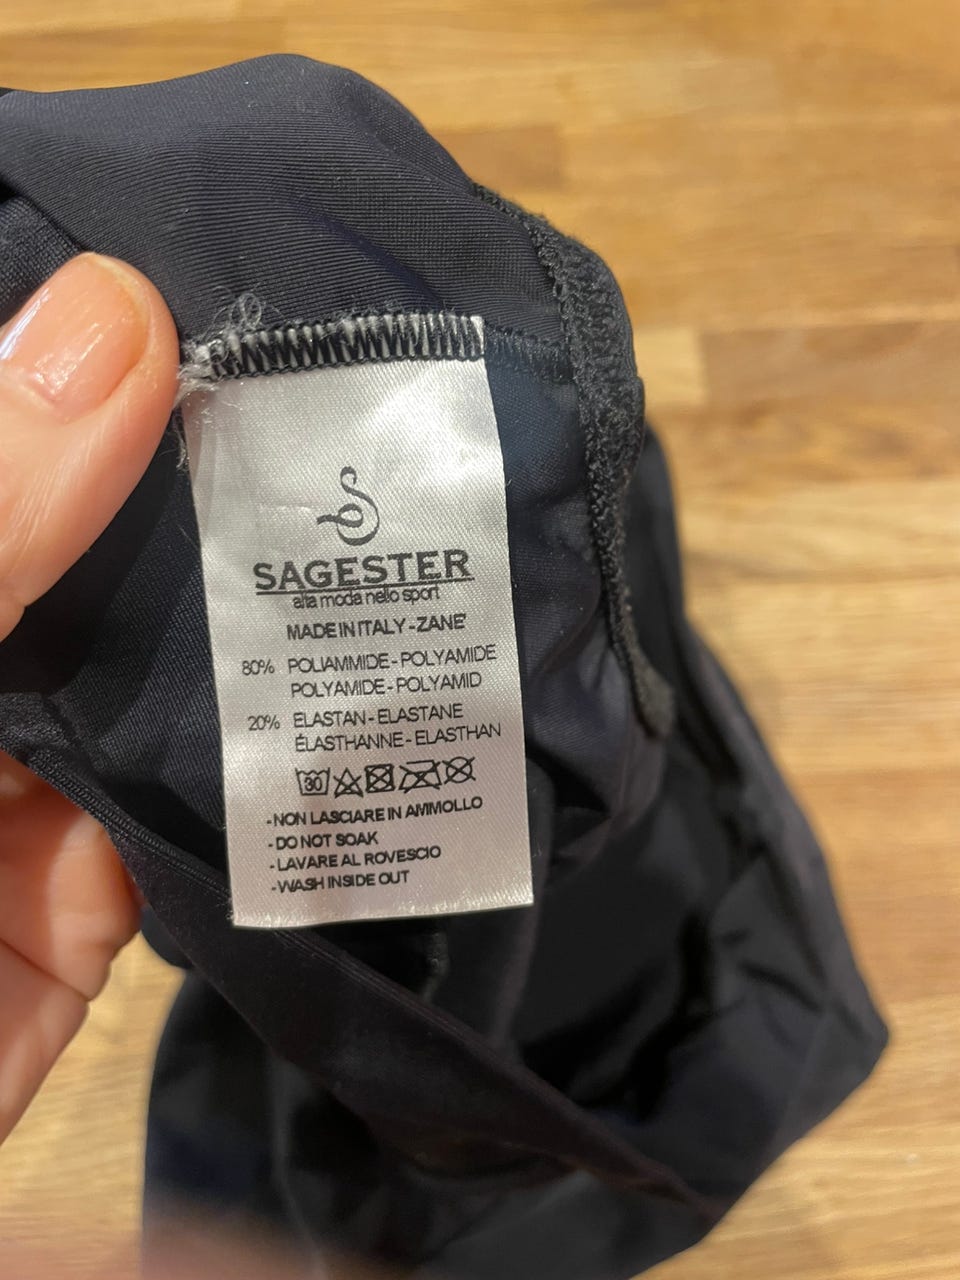 SAGESTER
alta moda nello sport
MADE IN ITALY - ZANE'
80% POLIAMMIDE - POLYAMIDE
POLYAMIDE - POLYAMID
20% ELASTAN - ELASTANE
ÉLASTHANNE - ELASTHAN
30
- NON LASCIARE IN AMMOLLO
- DO NOT SOAK
- LAVARE AL ROVESCIO
- WASH INSIDE OUT